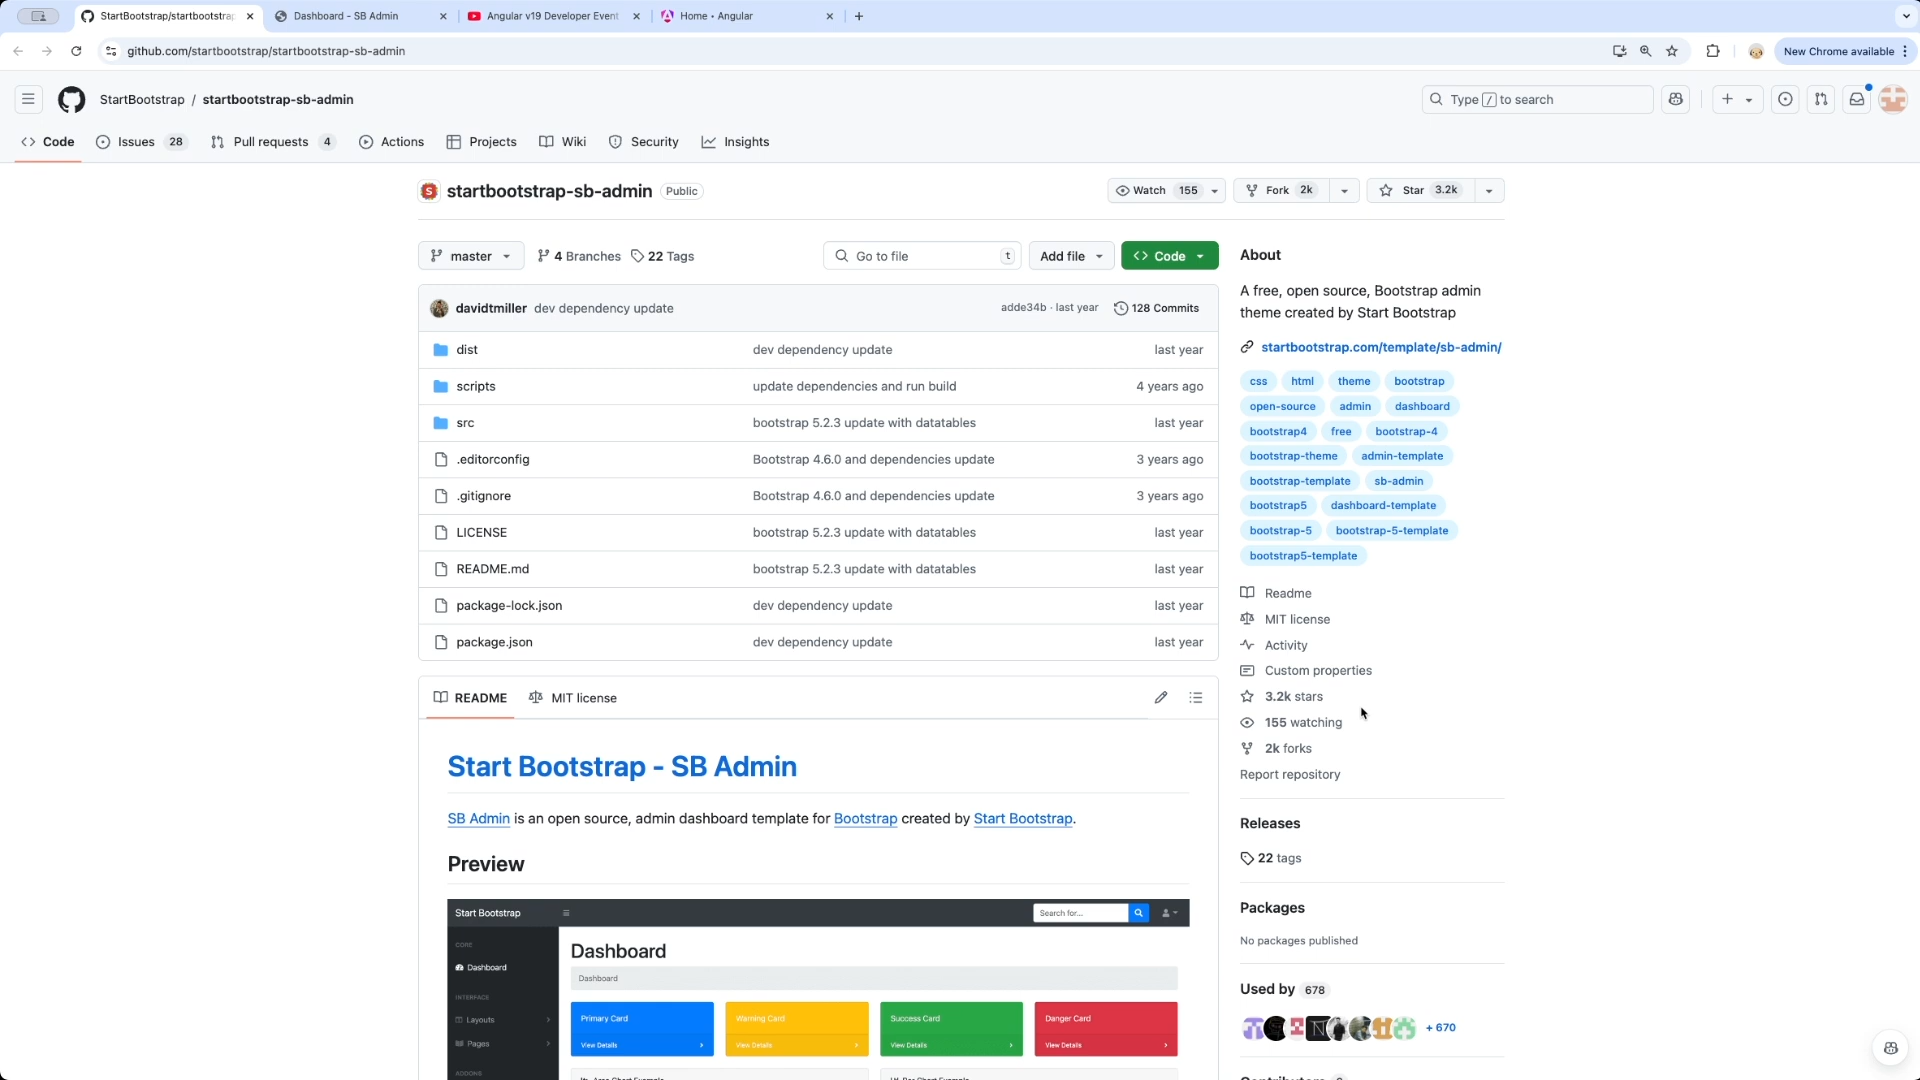 StartBootstrap/startbootstrap
Dashboard - SB Admin
Angular v19 Developer Event
Home • Angular
github.com/startbootstrap/startbootstrap-sb-admin
New Chrome available
StartBootstrap / startbootstrap-sb-admin
Type / to search
Code
Issues 28
Pull requests 4
Actions
Projects
Wiki
Security
Insights
startbootstrap-sb-admin Public
Watch 155
Fork 2k
Star 3.2k
master
4 Branches
22 Tags
Go to file t
Add file
Code
davidtmiller dev dependency update adde34b · last year 128 Commits
dist dev dependency update last year
scripts update dependencies and run build 4 years ago
src bootstrap 5.2.3 update with datatables last year
.editorconfig Bootstrap 4.6.0 and dependencies update 3 years ago
.gitignore Bootstrap 4.6.0 and dependencies update 3 years ago
LICENSE bootstrap 5.2.3 update with datatables last year
README.md bootstrap 5.2.3 update with datatables last year
package-lock.json dev dependency update last year
package.json dev dependency update last year
README
MIT license
Start Bootstrap - SB Admin
SB Admin is an open source, admin dashboard template for Bootstrap created by Start Bootstrap.
Preview
Start Bootstrap
Search for...
CORE
Dashboard
INTERFACE
Layouts
Pages
ADDONS
Dashboard
Dashboard
Primary Card
View Details
Warning Card
View Details
Success Card
View Details
Danger Card
View Details
About
A free, open source, Bootstrap admin
theme created by Start Bootstrap
startbootstrap.com/template/sb-admin/
css html theme bootstrap
open-source admin dashboard
bootstrap4 free bootstrap-4
bootstrap-theme admin-template
bootstrap-template sb-admin
bootstrap5 dashboard-template
bootstrap-5 bootstrap-5-template
bootstrap5-template
Readme
MIT license
Activity
Custom properties
3.2k stars
155 watching
2k forks
Report repository
Releases
22 tags
Packages
No packages published
Used by 678
+ 670